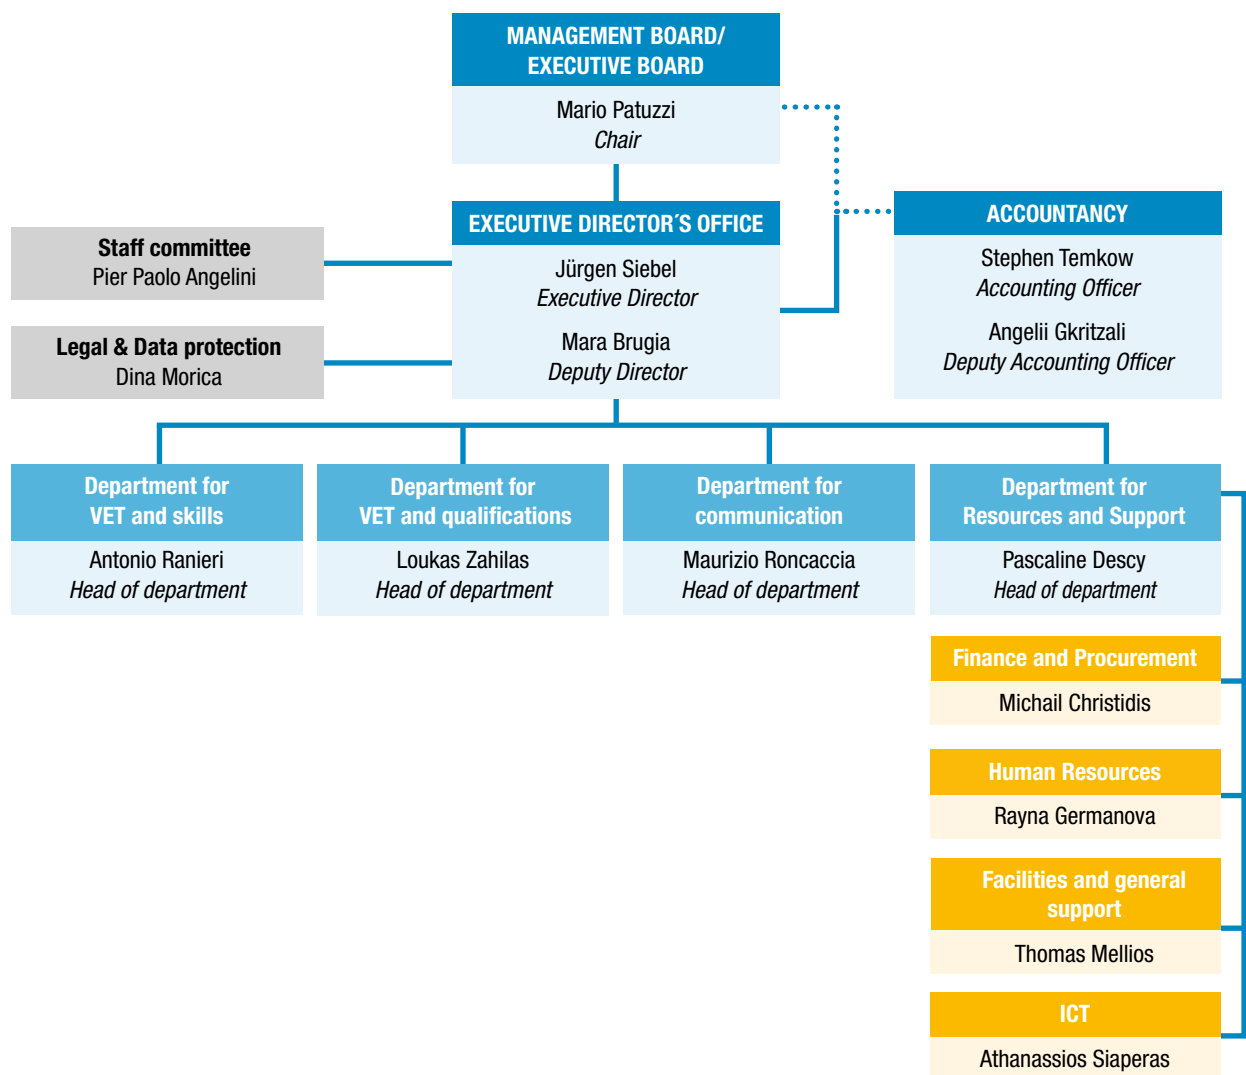 MANAGEMENT BOARD/
EXECUTIVE BOARD
Mario Patuzzi
Chair
EXECUTIVE DIRECTOR´S OFFICE
Jürgen Siebel
Executive Director
Mara Brugia
Deputy Director
ACCOUNTANCY
Stephen Temkow
Accounting Officer
Angelii Gkritzali
Deputy Accounting Officer
Staff committee
Pier Paolo Angelini
Legal & Data protection
Dina Morica
Department for
VET and skills
Antonio Ranieri
Head of department
Department for
VET and qualifications
Loukas Zahilas
Head of department
Department for
communication
Maurizio Roncaccia
Head of department
Department for
Resources and Support
Pascaline Descy
Head of department
Finance and Procurement
Michail Christidis
Human Resources
Rayna Germanova
Facilities and general
support
Thomas Mellios
ICT
Athanassios Siaperas